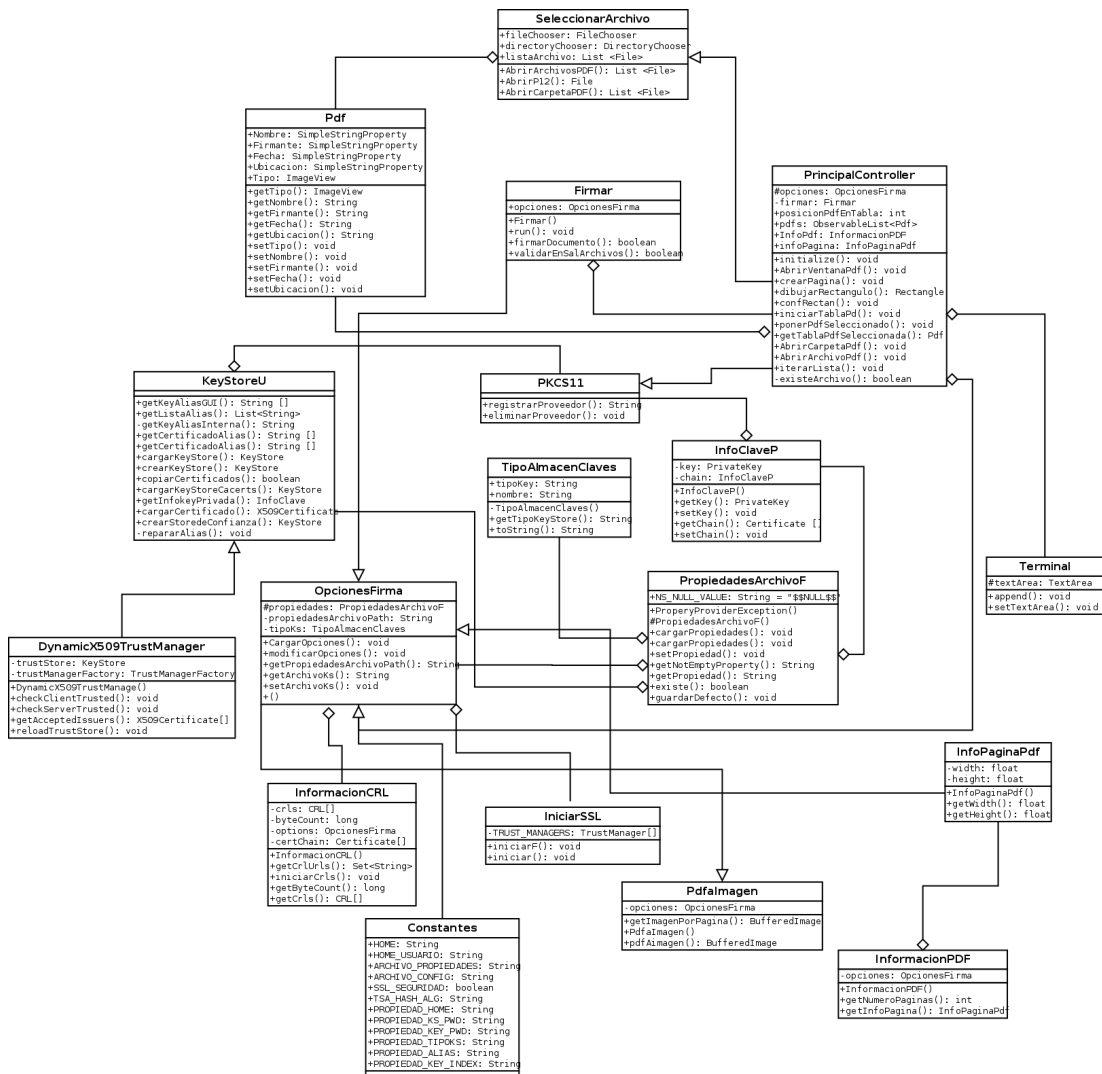 SeleccionarArchivo
+fileChooser: FileChooser
+directoryChooser: DirectoryChooser
+listaArchivo: List <File>
+AbrirArchivosPDF(): List <File>
+AbrirP12(): File
+AbrirCarpetaPDF(): List <File>
Pdf
+Nombre: SimpleStringProperty
+Firmante: SimpleStringProperty
+Fecha: SimpleStringProperty
+Ubicacion: SimpleStringProperty
+Tipo: ImageView
+getTipo(): ImageView
+getNombre(): String
+getFirmante(): String
+getFecha(): String
+getUbicacion(): String
+setTipo(): void
+setNombre(): void
+setFirmante(): void
+setFecha(): void
+setUbicacion(): void
Firmar
+opciones: OpcionesFirma
+Firmar()
+run(): void
+firmarDocumento(): boolean
+validarEnSalArchivos(): boolean
PrincipalController
#opciones: OpcionesFirma
-firmar: Firmar
+posicionPdfEnTabla: int
+pdfs: ObservableList<Pdf>
+InfoPdf: InformacionPDF
+infoPagina: InfoPaginaPdf
+initialize(): void
+AbrirVentanaPdf(): void
+crearPagina(): void
+dibujarRectangulo(): Rectangle
+confRectan(): void
+iniciarTablaPd(): void
+ponerPdfSeleccionado(): void
+getTablaPdfSeleccionada(): Pdf
+AbrirCarpetaPdf(): void
+AbrirArchivoPdf(): void
+iterarLista(): void
-existeArchivo(): boolean
KeyStoreU
+getKeyAliasGUI(): String []
+getListaAlias(): List<String>
-getKeyAliasInterna(): String
+getCertificadoAlias(): String []
+getCertificadoAlias(): String []
+cargarKeyStore(): KeyStore
+crearKeyStore(): KeyStore
+copiarCertificados(): boolean
+cargarKeyStoreCacerts(): KeyStore
+getInfokeyPrivada(): InfoClave
+cargarCertificado(): X509Certificate
+crearStoredeConfianza(): KeyStore
-repararAlias(): void
PKCS11
+registrarProveedor(): String
+eliminarProveedor(): void
InfoClaveP
-key: PrivateKey
-chain: InfoClaveP
+InfoClaveP()
+getKey(): PrivateKey
+setKey(): void
+getChain(): Certificate []
+setChain(): void
TipoAlmacenClaves
+tipoKey: String
+nombre: String
-TipoAlmacenClaves()
+getTipoKeyStore(): String
+toString(): String
Terminal
#textArea: TextArea
+append(): void
+setTextArea(): void
OpcionesFirma
#propiedades: PropiedadesArchivoF
-propiedadesArchivoPath: String
-tipoKs: TipoAlmacenClaves
+CargarOpciones(): void
+modificarOpciones(): void
+getPropiedadesArchivoPath(): String
+getArchivoKs(): String
+setArchivoKs(): void
+()
PropiedadesArchivoF
+NS_NULL_VALUE: String = "$$NULL$$"
+ProperyProviderException()
#PropiedadesArchivoF()
+cargarPropiedades(): void
+cargarPropiedades(): void
+setPropiedad(): void
+getNotEmptyProperty(): String
+getPropiedad(): String
+existe(): boolean
+guardarDefecto(): void
DynamicX509TrustManager
-trustStore: KeyStore
-trustManagerFactory: TrustManagerFactory
+DynamicX509TrustManage()
+checkClientTrusted(): void
+checkServerTrusted(): void
+getAcceptedIssuers(): X509Certificate[]
+reloadTrustStore(): void
InfoPaginaPdf
-width: float
-height: float
+InfoPaginaPdf()
+getWidth(): float
+getHeight(): float
InformacionCRL
-crls: CRL[]
-byteCount: long
-options: OpcionesFirma
-certChain: Certificate[]
+InformacionCRL()
+getCrlUrls(): Set<String>
+iniciarCrls(): void
+getByteCount(): long
+getCrls(): CRL[]
IniciarSSL
-TRUST_MANAGERS: TrustManager[]
+iniciarF(): void
+iniciar(): void
PdfaImagen
-opciones: OpcionesFirma
+getImagenPorPagina(): BufferedImage
+PdfaImagen()
+pdfAimagen(): BufferedImage
Constantes
+HOME: String
+HOME_USUARIO: String
+ARCHIVO_PROPIEDADES: String
+ARCHIVO_CONFIG: String
+SSL_SEGURIDAD: boolean
+TSA_HASH_ALG: String
+PROPIEDAD_HOME: String
+PROPIEDAD_KS_PWD: String
+PROPIEDAD_KEY_PWD: String
+PROPIEDAD_TIPOKS: String
+PROPIEDAD_ALIAS: String
+PROPIEDAD_KEY_INDEX: String
InformacionPDF
-opciones: OpcionesFirma
+InformacionPDF()
+getNumeroPaginas(): int
+getInfoPagina(): InfoPaginaPdf